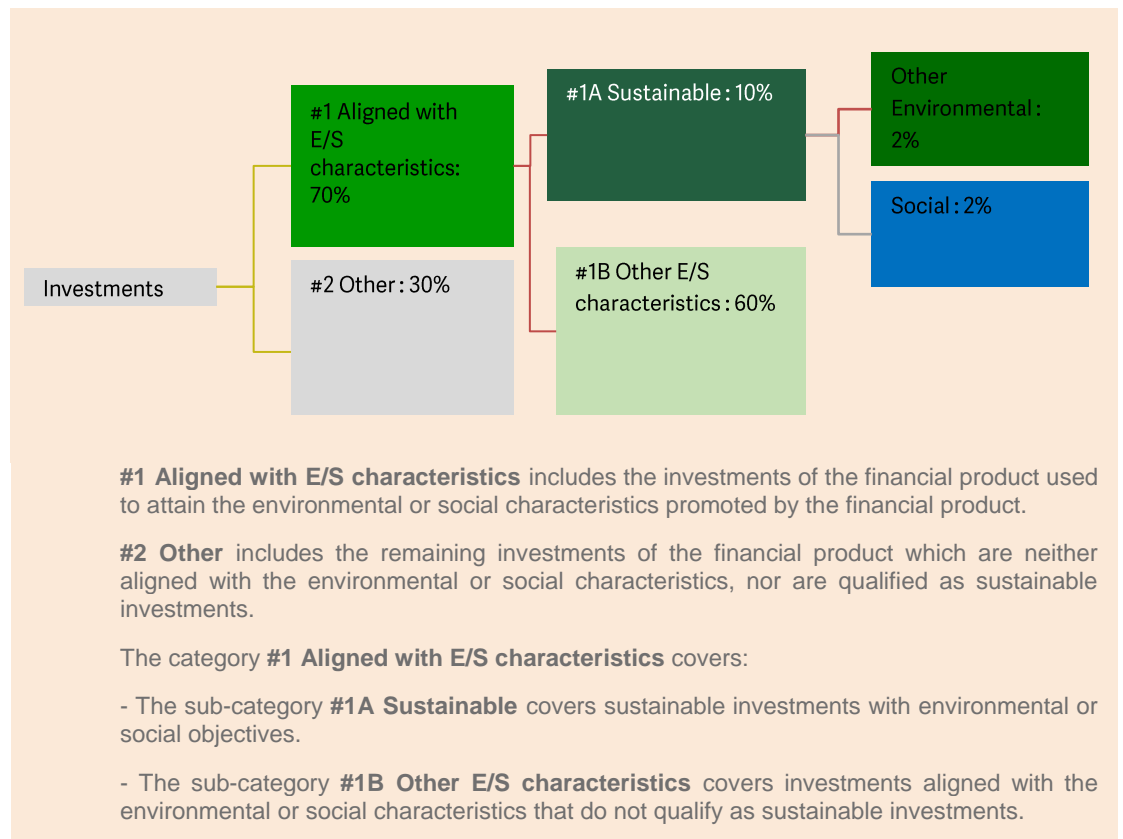 Investments
#1 Aligned with
E/S
characteristics:
70%
#2 Other : 30%
#1A Sustainable : 10%
#1B Other E/S
characteristics : 60%
Other
Environmental :
2%
Social : 2%
#1 Aligned with E/S characteristics includes the investments of the financial product used
to attain the environmental or social characteristics promoted by the financial product.
#2 Other includes the remaining investments of the financial product which are neither
aligned with the environmental or social characteristics, nor are qualified as sustainable
investments.
The category #1 Aligned with E/S characteristics covers:
- The sub-category #1A Sustainable covers sustainable investments with environmental or
social objectives.
- The sub-category #1B Other E/S characteristics covers investments aligned with the
environmental or social characteristics that do not qualify as sustainable investments.